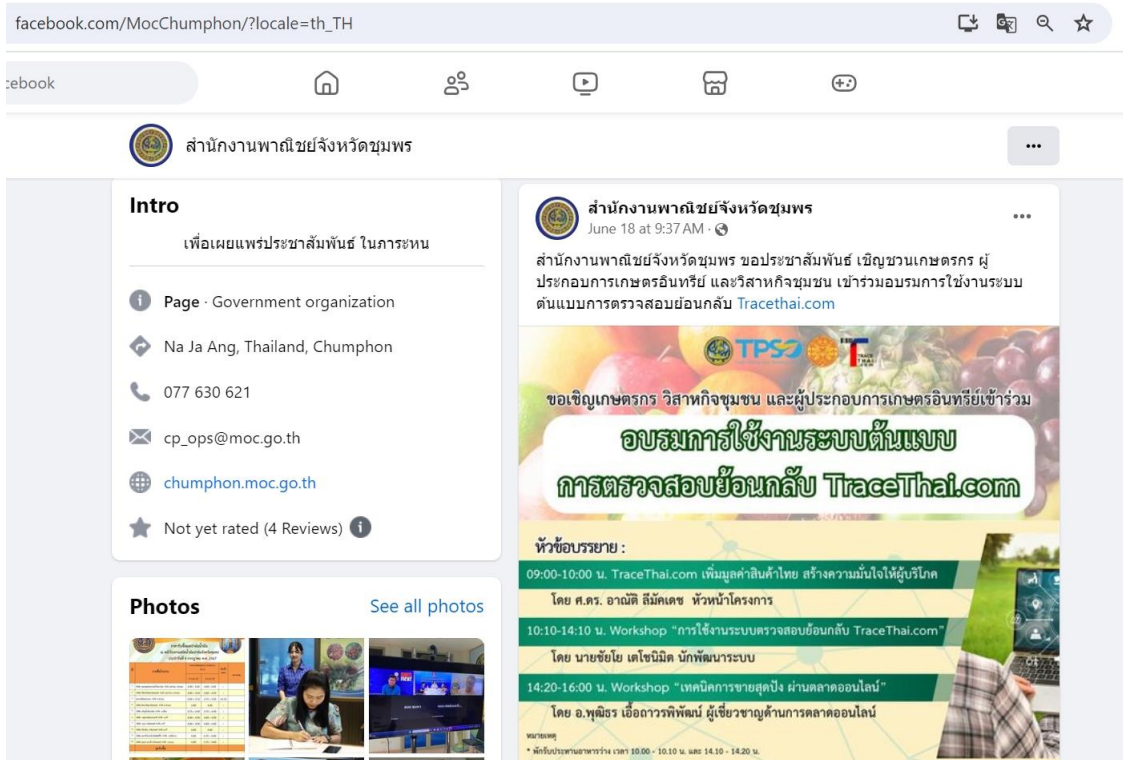 facebook.com/MocChumphon/?locale=th_TH
cebook
สำนักงานพาณิชย์จังหวัดชุมพร
Intro
เพื่อเผยแพร่ประชาสัมพันธ์ ในภาระหน
Page · Government organization
Na Ja Ang, Thailand, Chumphon
077 630 621
cp_ops@moc.go.th
chumphon.moc.go.th
Not yet rated (4 Reviews)
Photos
See all photos
สำนักงานพาณิชย์จังหวัดชุมพร
June 18 at 9:37 AM
สำนักงานพาณิชย์จังหวัดชุมพร ขอประชาสัมพันธ์ เชิญชวนเกษตรกร ผู้
ประกอบการเกษตรอินทรีย์ และวิสาหกิจชุมชน เข้าร่วมอบรมการใช้งานระบบ
ต้นแบบการตรวจสอบย้อนกลับ Tracethai.com
TPSO
ขอเชิญเกษตรกร วิสาหกิจชุมชน และผู้ประกอบการเกษตรอินทรีย์เข้าร่วม
อบรมการใช้งานระบบต้นแบบ
การตรวจสอบย้อนกลับ TraceThai.com
หัวข้อบรรยาย :
09:00-10:00 น. TraceThai.com เพิ่มมูลค่าสินค้าไทย สร้างความมั่นใจให้ผู้บริโภค
โดย ศ.ดร. อาณัติ ลีมัคเดช หัวหน้าโครงการ
10:10-14:10 น. Workshop “การใช้งานระบบตรวจสอบย้อนกลับ TraceThai.com”
โดย นายชัยโย เตโชนิมิต นักพัฒนาระบบ
14:20-16:00 น. Workshop “เทคนิคการขายสุดปัง ผ่านตลาดออนไลน์”
โดย อ.พุฒิธร เอื้อถาวรพิพัฒน์ ผู้เชี่ยวชาญด้านการตลาดออนไลน์
หมายเหตุ
* พักรับประทานอาหารว่าง เวลา 10.00 - 10.10 น. และ 14.10 - 14.20 น.